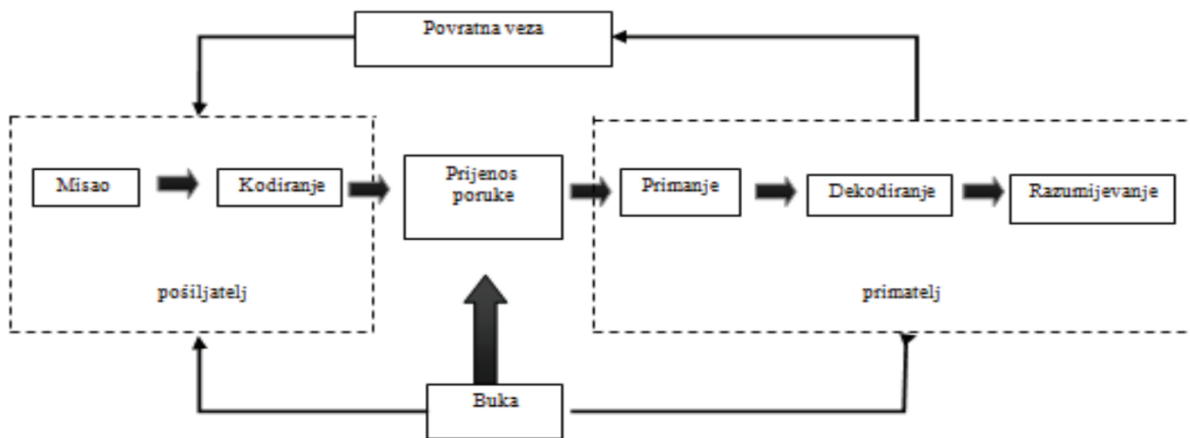 Povratna veza
Misao
Kodiranje
Prijenos
poruke
Primanje
Dekodiranje
Razumijevanje
pošiljatelj
primatelj
Buka